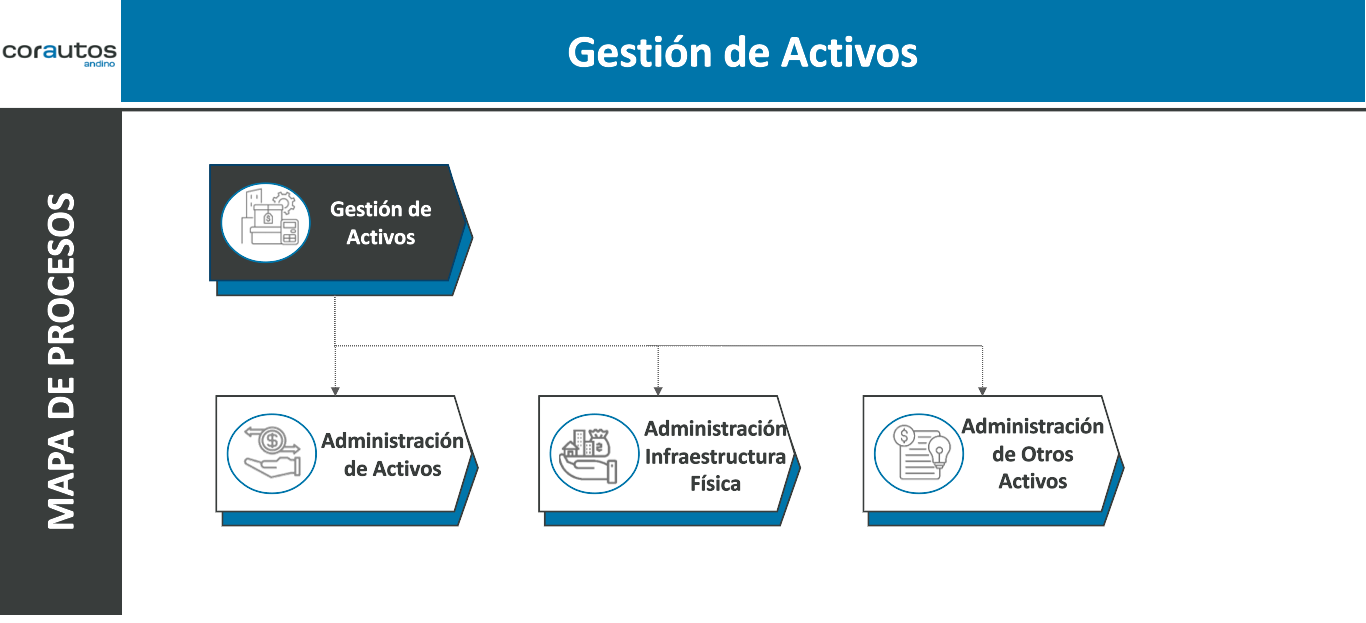 corautos
andino
Gestión de Activos
MAPA DE PROCESOS
Gestión de
Activos
Administración
de Activos
Administración
Infraestructura
Física
Administración
de Otros
Activos